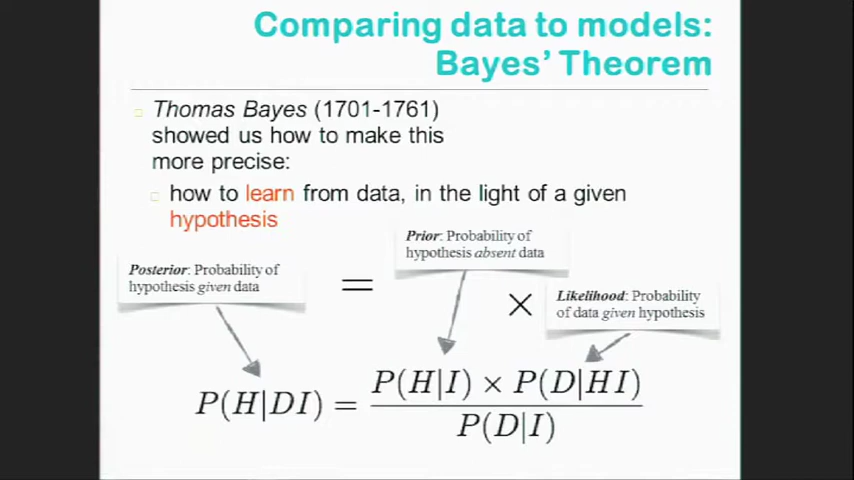 Comparing data to models:
Bayes' Theorem
Thomas Bayes (1701-1761)
showed us how to make this
more precise:
how to learn from data, in the light of a given
hypothesis
Posterior: Probability of
hypothesis given data
=
Prior: Probability of
hypothesis absent data
×
Likelihood: Probability
of data given hypothesis
P(H|DI) = P(H|I) × P(D|HI)
P(D|I)